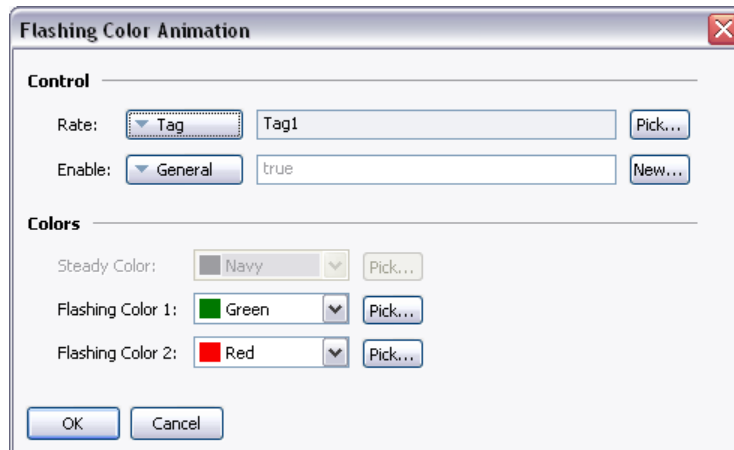 Flashing Color Animation
Control
Rate: Tag Tag1 Pick...
Enable: General true New...
Colors
Steady Color: Navy Pick...
Flashing Color 1: Green Pick...
Flashing Color 2: Red Pick...
OK Cancel